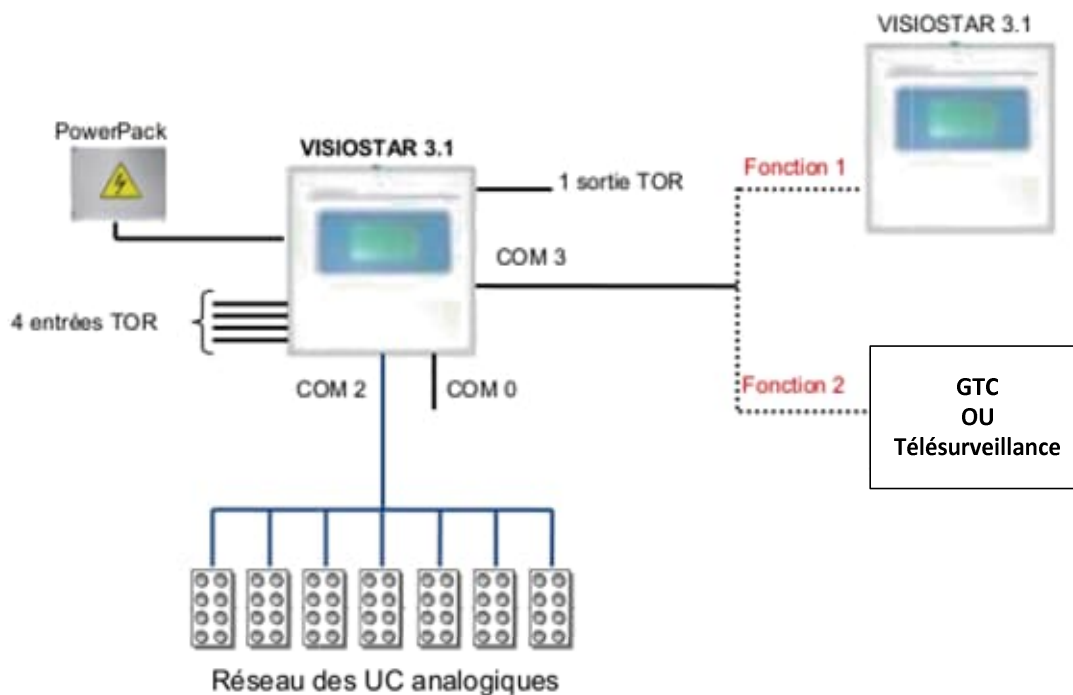 VISIOSTAR 3.1
PowerPack
VISIOSTAR 3.1
Fonction 1
1 sortie TOR
COM 3
4 entrées TOR
COM 2
COM 0
Fonction 2
GTC
OU
Télésurveillance
Réseau des UC analogiques